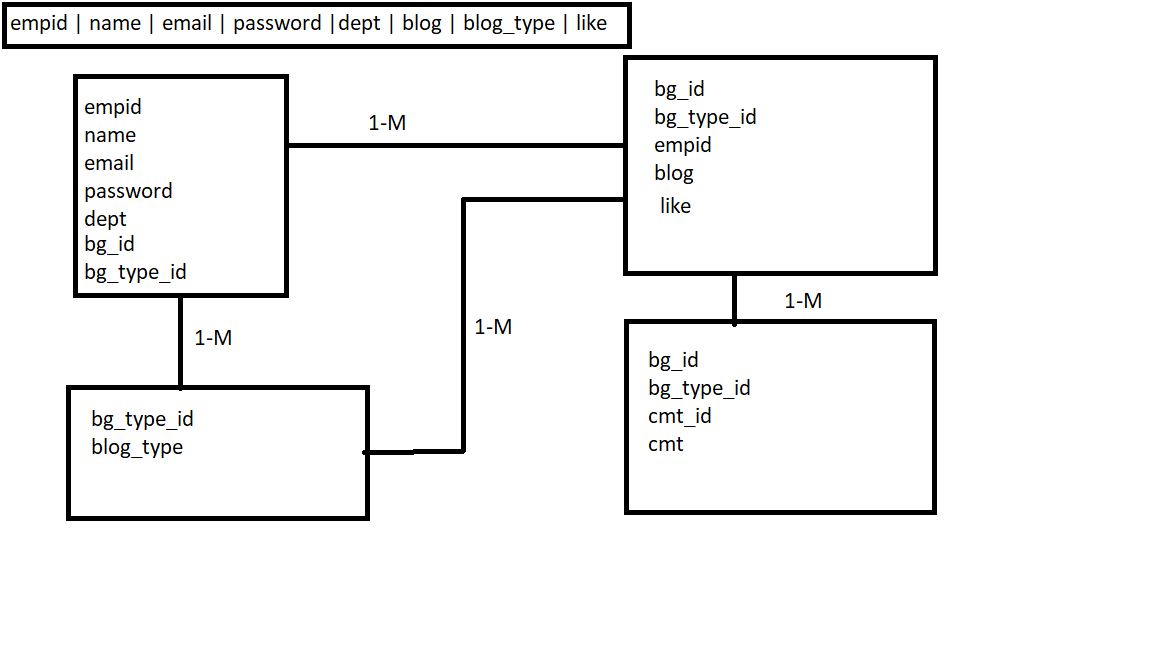 empid | name | email | password |dept | blog | blog_type | like
empid
name
email
password
dept
bg_id
bg_type_id
1-M
bg_id
bg_type_id
empid
blog
like
1-M
1-M
1-M
bg_type_id
blog_type
bg_id
bg_type_id
cmt_id
cmt